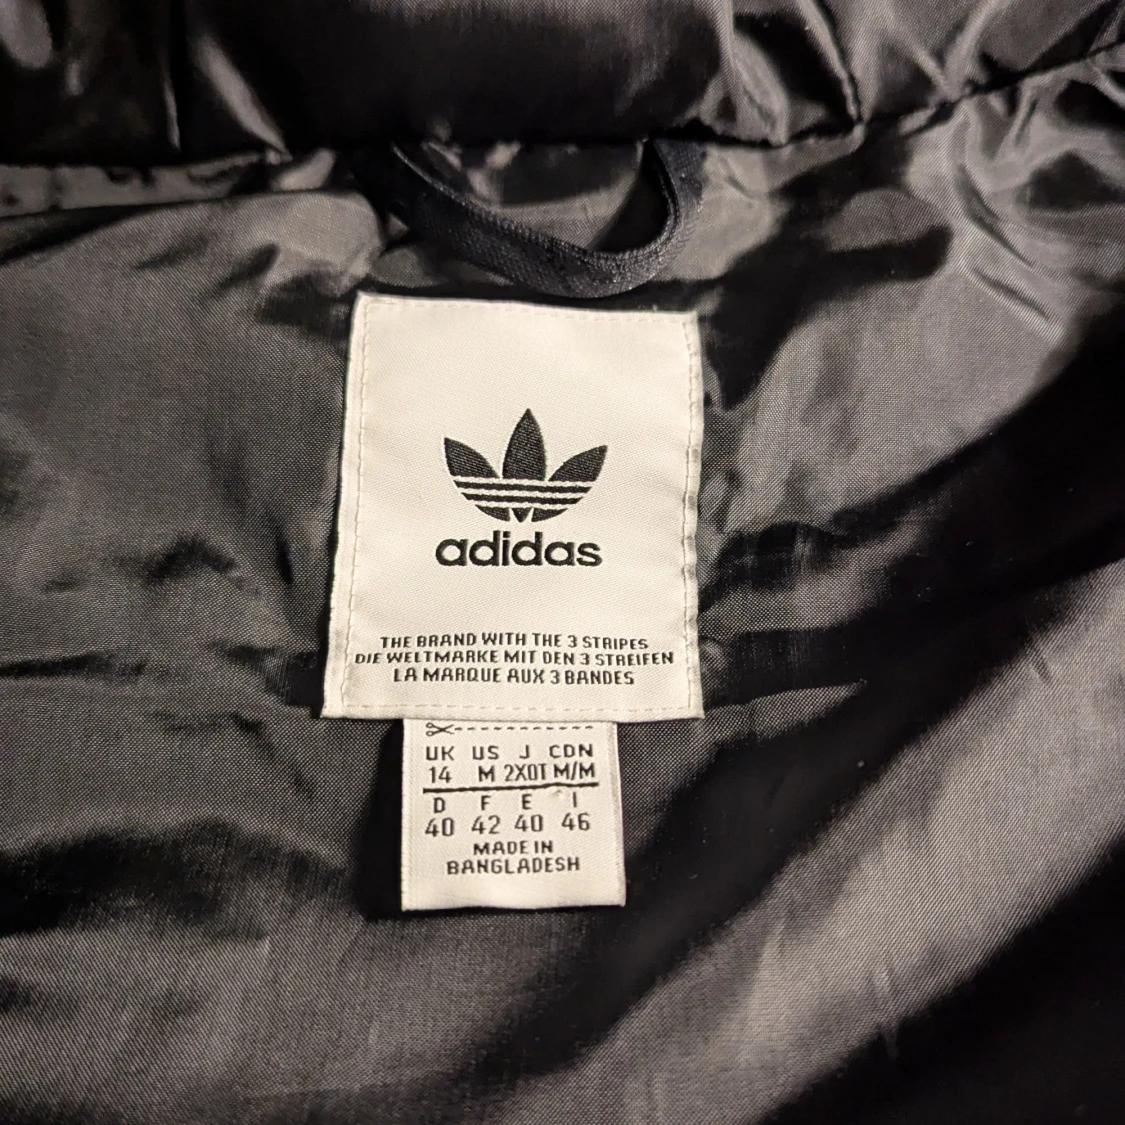 adidas
THE BRAND WITH THE 3 STRIPES
DIE WELTMARKE MIT DEN 3 STREIFEN
LA MARQUE AUX 3 BANDES
UK US J CDN
14 M 2XOT M/M
D F E I
40 42 40 46
MADE IN
BANGLADESH